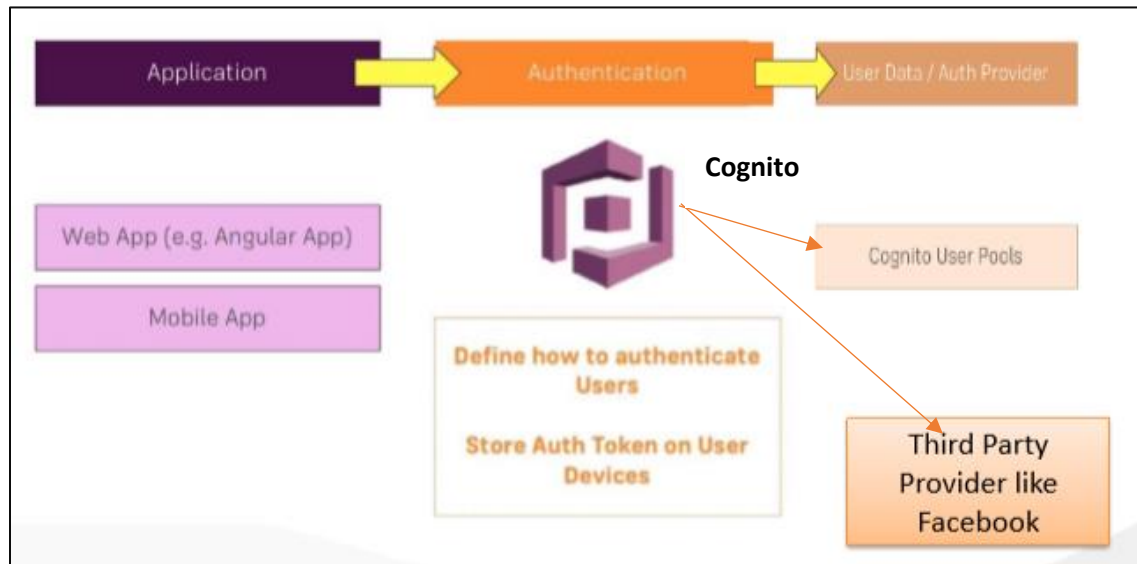 Application
Authentication
User Data / Auth Provider
Cognito
Web App (e.g. Angular App)
Mobile App
Cognito User Pools
Define how to authenticate
Users
Store Auth Token on User
Devices
Third Party
Provider like
Facebook